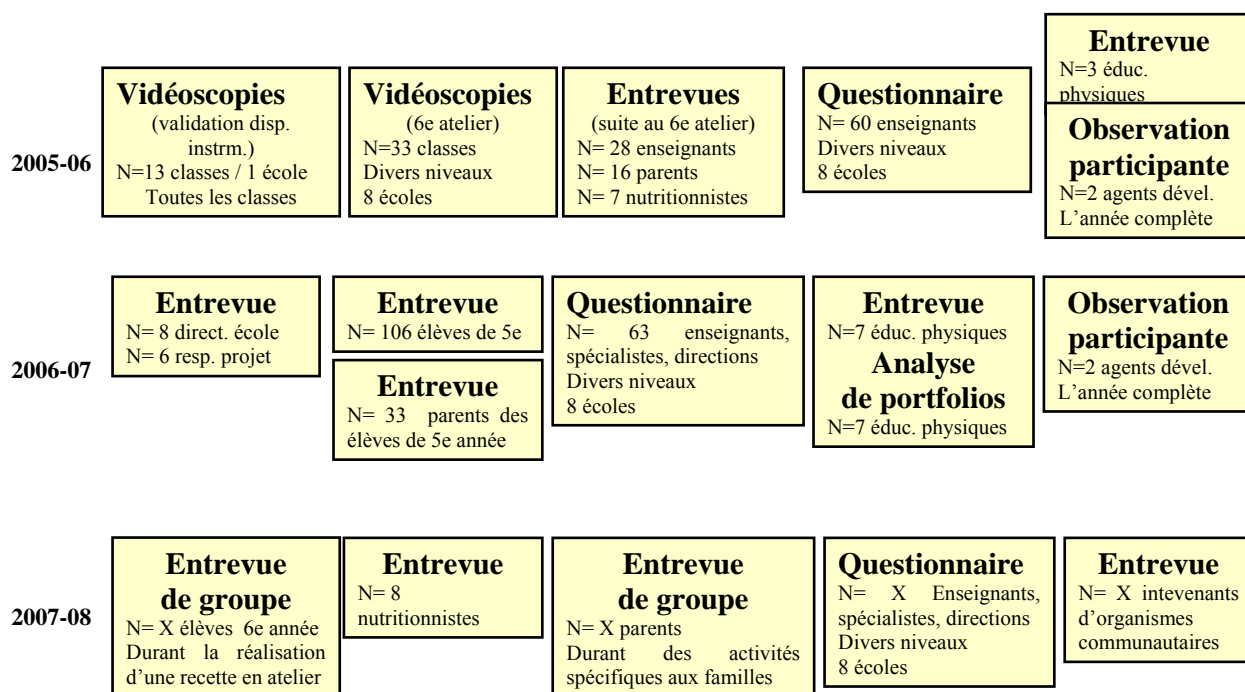 2005-06
Vidéoscopies
(validation disp.
instrm.)
N=13 classes / 1 école
Toutes les classes
Vidéoscopies
(6e atelier)
N=33 classes
Divers niveaux
8 écoles
Entrevues
(suite au 6e atelier)
N= 28 enseignants
N= 16 parents
N= 7 nutritionnistes
Questionnaire
N= 60 enseignants
Divers niveaux
8 écoles
Entrevue
N=3 éduc.
physiques
Observation
participante
N=2 agents dével.
L’année complète
2006-07
Entrevue
N= 8 direct. école
N= 6 resp. projet
Entrevue
N= 106 élèves de 5e
Entrevue
N= 33 parents des
élèves de 5e année
Questionnaire
N= 63 enseignants,
spécialistes, directions
Divers niveaux
8 écoles
Entrevue
N=7 éduc. physiques
Analyse
de portfolios
N=7 éduc. physiques
Observation
participante
N=2 agents dével.
L’année complète
2007-08
Entrevue
de groupe
N= X élèves 6e année
Durant la réalisation
d’une recette en atelier
Entrevue
N= 8
nutritionnistes
Entrevue
de groupe
N= X parents
Durant des activités
spécifiques aux familles
Questionnaire
N= X Enseignants,
spécialistes, directions
Divers niveaux
8 écoles
Entrevue
N= X intevenants
d’organismes
communautaires